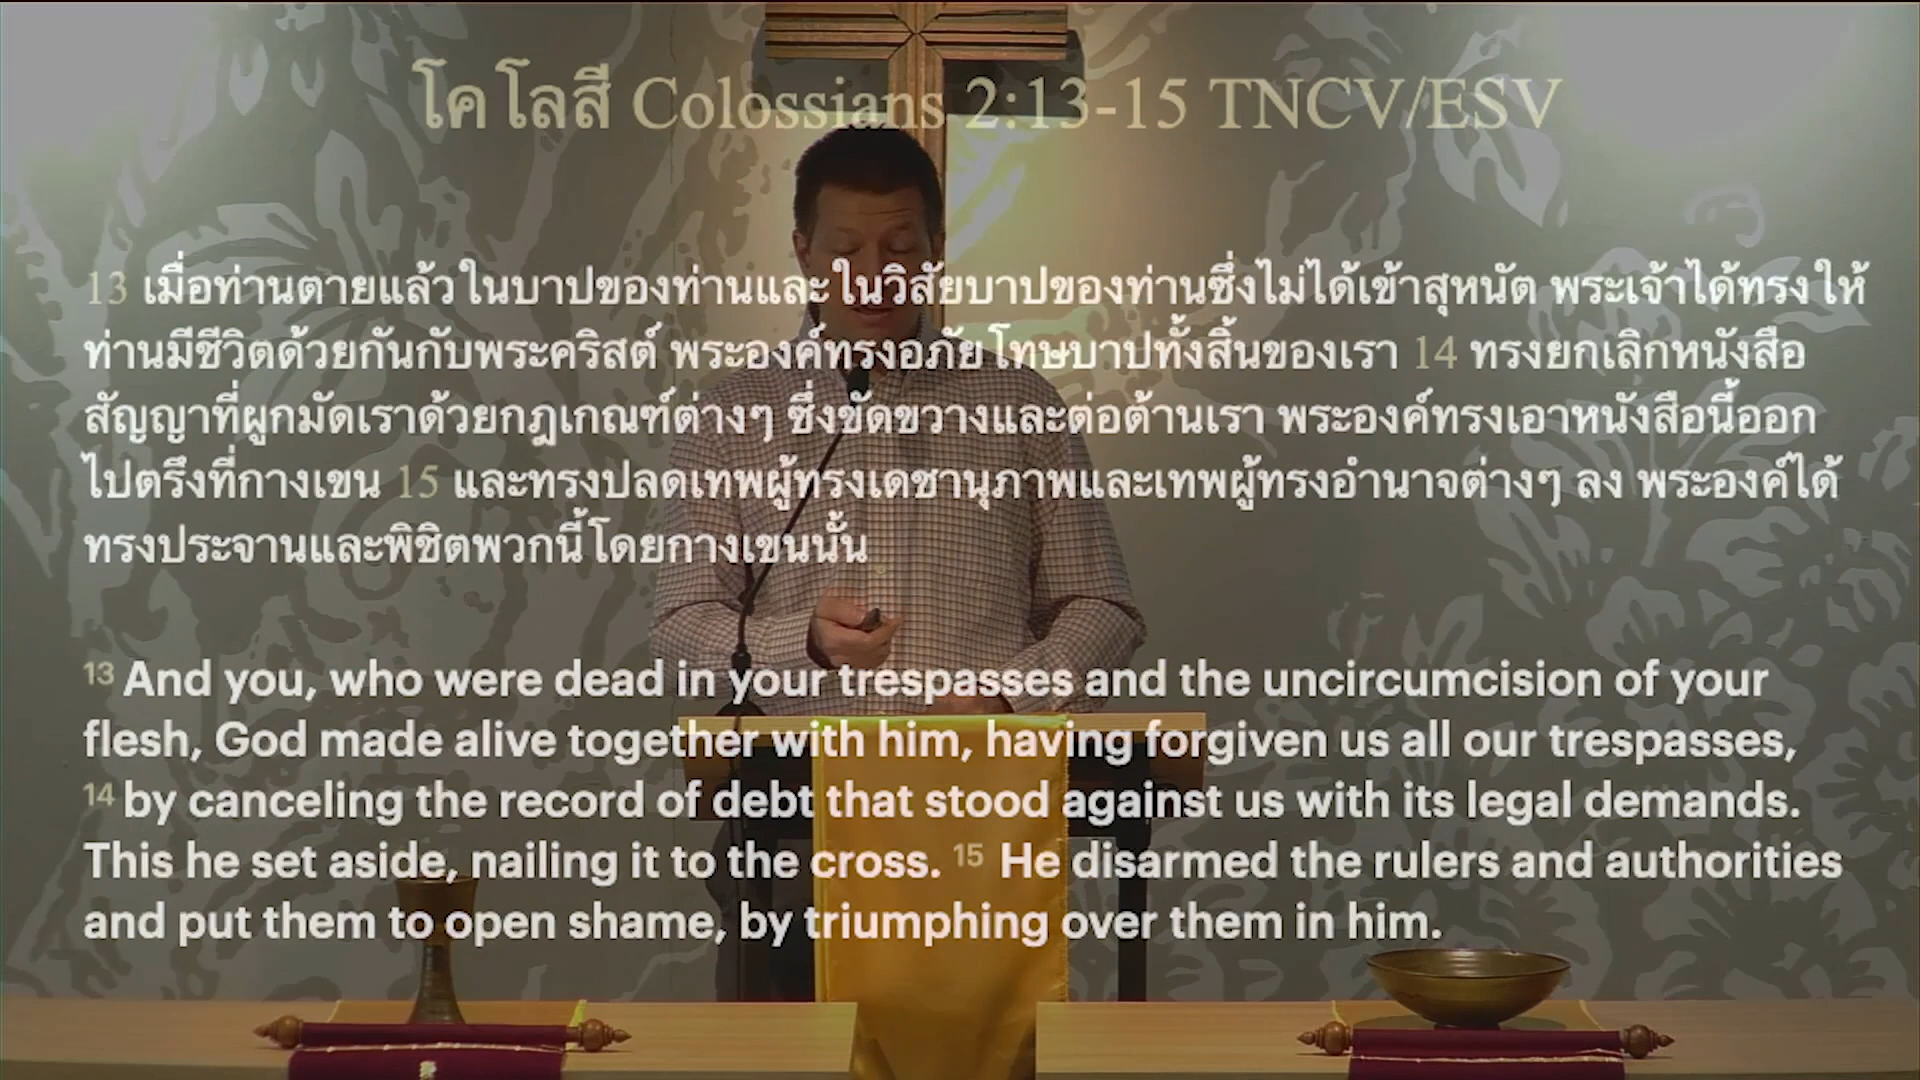 โคโลสี Colossians 2:13-15 TNCV/ESV
13 เมื่อท่านตายแล้วในบาปของท่านและในวิสัยบาปของท่านซึ่งไม่ได้เข้าสุหนัต พระเจ้าได้ทรงให้
ท่านมีชีวิตด้วยกันกับพระคริสต์ พระองค์ทรงอภัยโทษบาปทั้งสิ้นของเรา 14 ทรงยกเลิกหนังสือ
สัญญาที่ผูกมัดเราด้วยกฎเกณฑ์ต่างๆ ซึ่งขัดขวางและต่อต้านเรา พระองค์ทรงเอาหนังสือนี้ออก
ไปตรึงที่กางเขน 15 และทรงปลดเทพผู้ทรงเดชานุภาพและเทพผู้ทรงอำนาจต่างๆ ลง พระองค์ได้
ทรงประจานและพิชิตพวกนี้โดยกางเขนนั้น
13 And you, who were dead in your trespasses and the uncircumcision of your
flesh, God made alive together with him, having forgiven us all our trespasses,
14 by canceling the record of debt that stood against us with its legal demands.
This he set aside, nailing it to the cross. 15 He disarmed the rulers and authorities
and put them to open shame, by triumphing over them in him.